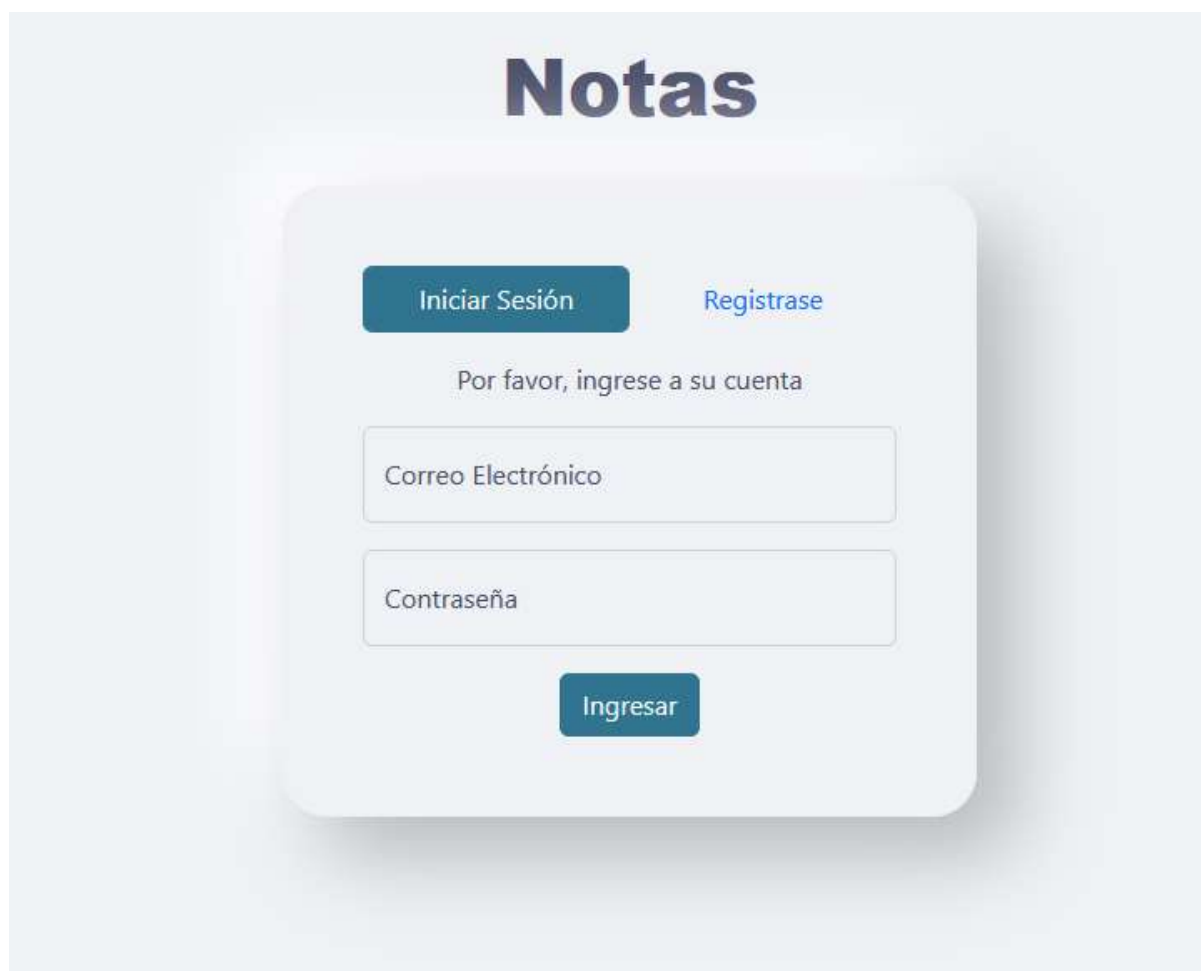 Notas
Iniciar Sesión Registrase
Por favor, ingrese a su cuenta
Correo Electrónico
Contraseña
Ingresar